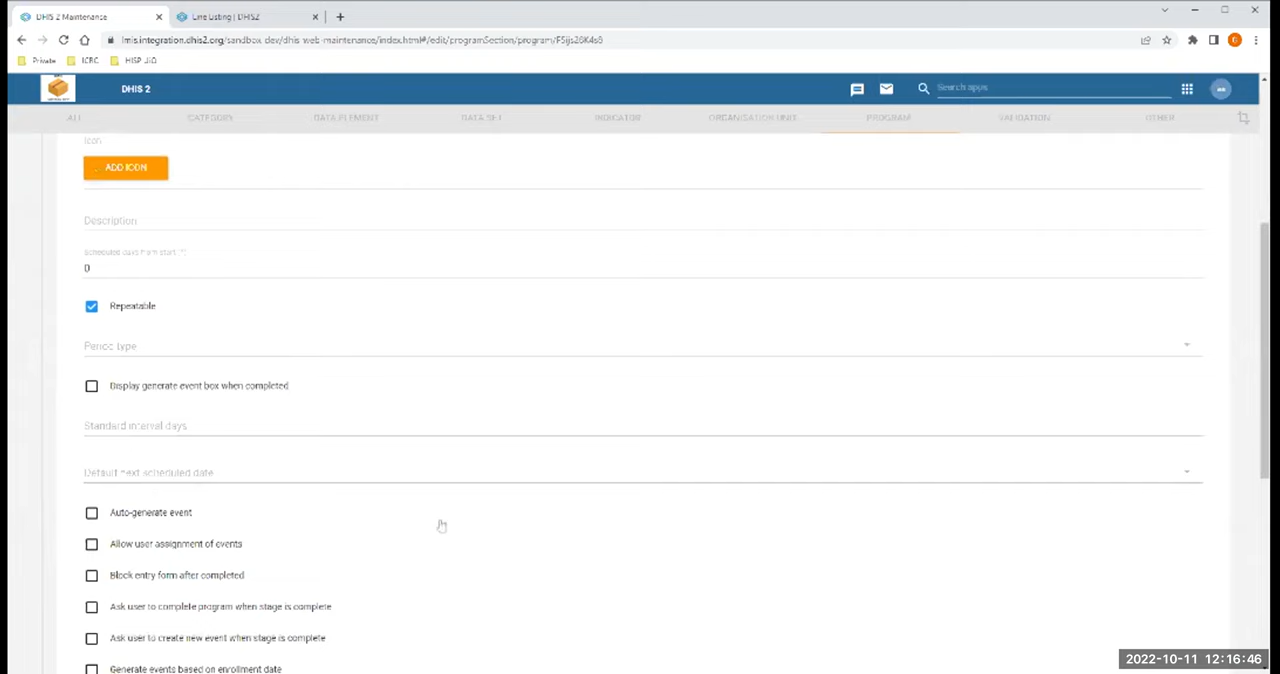 DHIS 2 Maintenance
Line Listing | DHIS2
lmis.integration.dhis2.org/sandbox-dev/dhis-web-maintenance/index.html#/edit/programSection/program/
Private
ICRC
HISP
DHIS 2
Search apps
ALL
CATEGORY
DATA ELEMENT
DATA SET
INDICATOR
ORGANISATION UNIT
PROGRAM
VALIDATION
OTHER
Icon
ADD ICON
Description
Scheduled days from start (*)
0
Repeatable
Period type
Display generate event box when completed
Standard interval days
Default next scheduled date
Auto-generate event
Allow user assignment of events
Block entry form after completed
Ask user to complete program when stage is complete
Ask user to create new event when stage is complete
Generate events based on enrollment date
2022-10-11 12:16:46